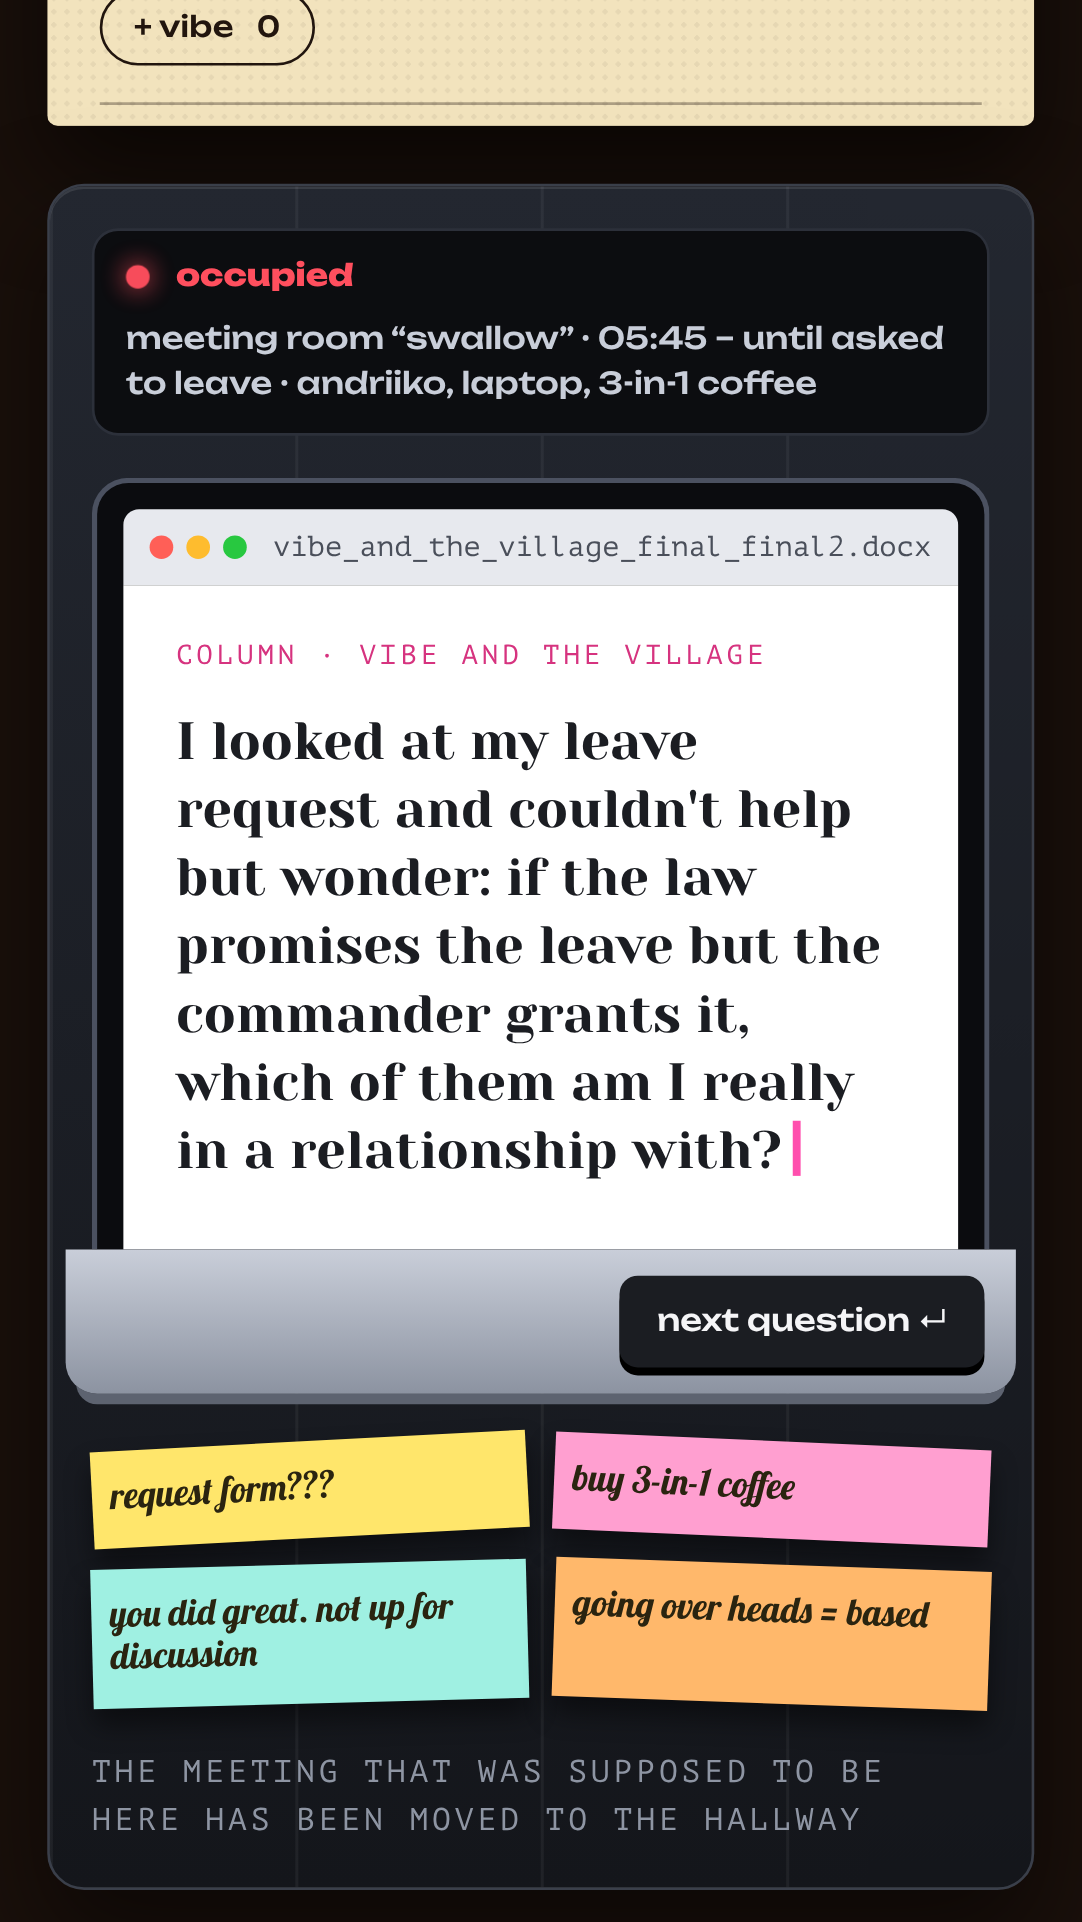 + vibe 0
occupied
meeting room “swallow” · 05:45 – until asked
to leave · andriiko, laptop, 3-in-1 coffee
vibe_and_the_village_final_final2.docx
COLUMN · VIBE AND THE VILLAGE
I looked at my leave
request and couldn't help
but wonder: if the law
promises the leave but the
commander grants it,
which of them am I really
in a relationship with?
next question ↵
request form???
buy 3-in-1 coffee
you did great. not up for
discussion
going over heads = based
THE MEETING THAT WAS SUPPOSED TO BE
HERE HAS BEEN MOVED TO THE HALLWAY